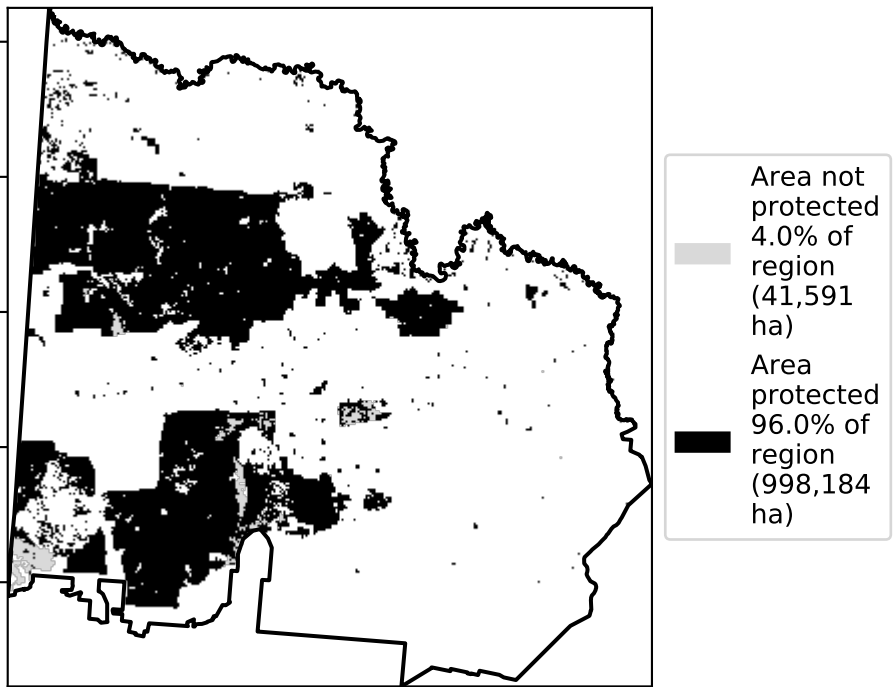 Area not
protected
4.0% of
region
(41,591
ha)
Area
protected
96.0% of
region
(998,184
ha)